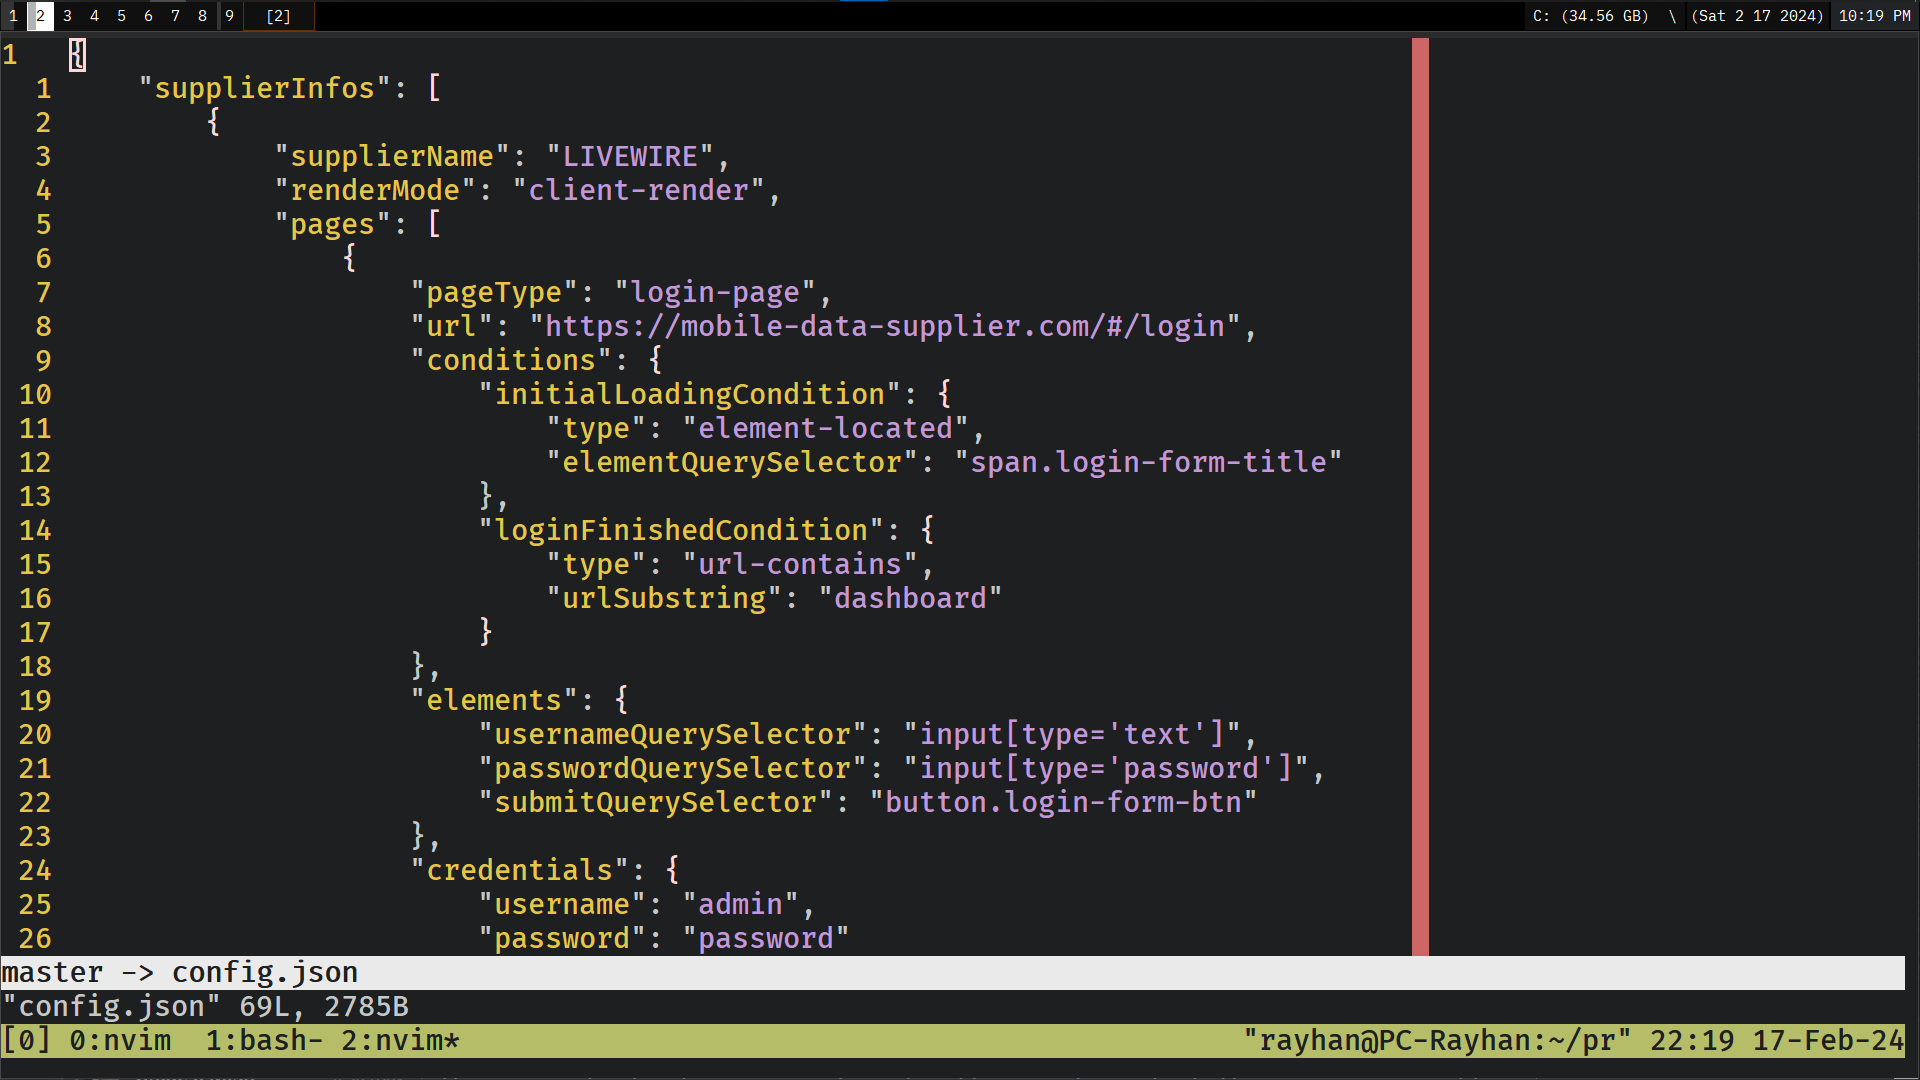 1 2 3 4 5 6 7 8 9 [2] C: (34.56 GB) \ (Sat 2 17 2024) 10:19 PM
1 {
1 "supplierInfos": [
2 {
3 "supplierName": "LIVEWIRE",
4 "renderMode": "client-render",
5 "pages": [
6 {
7 "pageType": "login-page",
8 "url": "https://mobile-data-supplier.com/#/login",
9 "conditions": {
10 "initialLoadingCondition": {
11 "type": "element-located",
12 "elementQuerySelector": "span.login-form-title"
13 },
14 "loginFinishedCondition": {
15 "type": "url-contains",
16 "urlSubstring": "dashboard"
17 }
18 },
19 "elements": {
20 "usernameQuerySelector": "input[type='text']",
21 "passwordQuerySelector": "input[type='password']",
22 "submitQuerySelector": "button.login-form-btn"
23 },
24 "credentials": {
25 "username": "admin",
26 "password": "password"
master -> config.json
"config.json" 69L, 2785B
[0] 0:nvim 1:bash- 2:nvim* "rayhan@PC-Rayhan:~/pr" 22:19 17-Feb-24